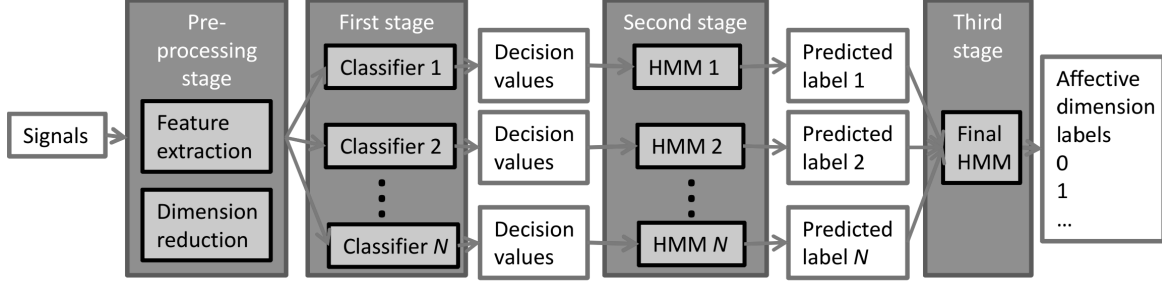 Signals
Pre-
processing
stage
Feature
extraction
Dimension
reduction
First stage
Classifier 1
Classifier 2
Classifier N
Decision
values
Decision
values
Decision
values
Second stage
HMM 1
HMM 2
HMM N
Predicted
label 1
Predicted
label 2
Predicted
label N
Third
stage
Final
HMM
Affective
dimension
labels
0
1
...